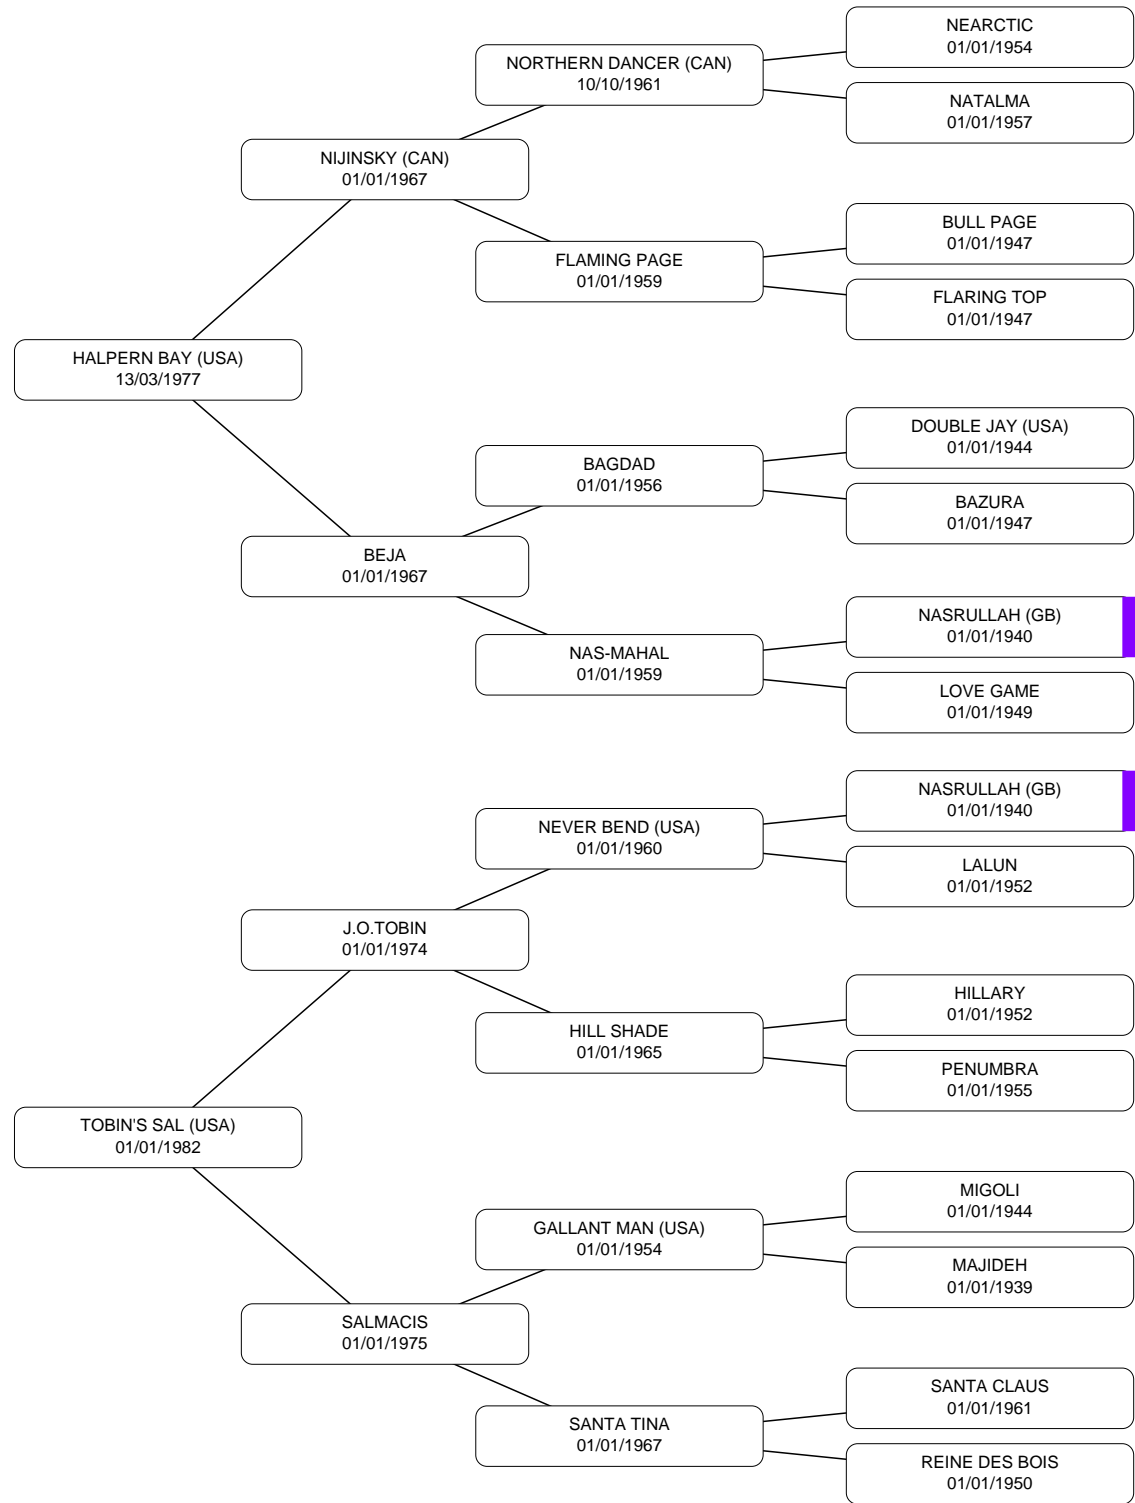 NEARCTIC
01/01/1954
NORTHERN DANCER (CAN)
10/10/1961
NATALMA
01/01/1957
NIJINSKY (CAN)
01/01/1967
BULL PAGE
01/01/1947
FLAMING PAGE
01/01/1959
FLARING TOP
01/01/1947
HALPERN BAY (USA)
13/03/1977
DOUBLE JAY (USA)
01/01/1944
BAGDAD
01/01/1956
BAZURA
01/01/1947
BEJA
01/01/1967
NASRULLAH (GB)
01/01/1940
NAS-MAHAL
01/01/1959
LOVE GAME
01/01/1949
NASRULLAH (GB)
01/01/1940
NEVER BEND (USA)
01/01/1960
LALUN
01/01/1952
J.O.TOBIN
01/01/1974
HILLARY
01/01/1952
HILL SHADE
01/01/1965
PENUMBRA
01/01/1955
TOBIN'S SAL (USA)
01/01/1982
MIGOLI
01/01/1944
GALLANT MAN (USA)
01/01/1954
MAJIDEH
01/01/1939
SALMACIS
01/01/1975
SANTA CLAUS
01/01/1961
SANTA TINA
01/01/1967
REINE DES BOIS
01/01/1950